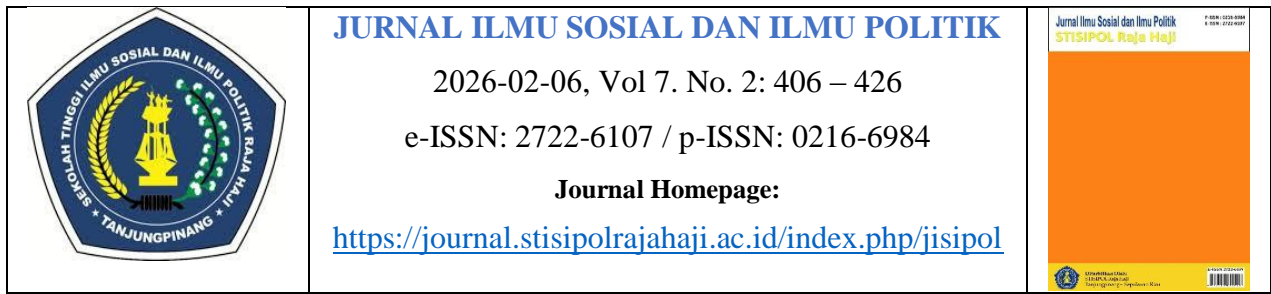 SEKOLAH TINGGI ILMU SOSIAL DAN ILMU POLITIK RAJA HAJI
TANJUNGPINANG
JURNAL ILMU SOSIAL DAN ILMU POLITIK
2026-02-06, Vol 7. No. 2: 406 – 426
e-ISSN: 2722-6107 / p-ISSN: 0216-6984
Journal Homepage:
https://journal.stisipolrajahaji.ac.id/index.php/jisipol
Jurnal Ilmu Sosial dan Ilmu Politik
STISIPOL Raja Haji